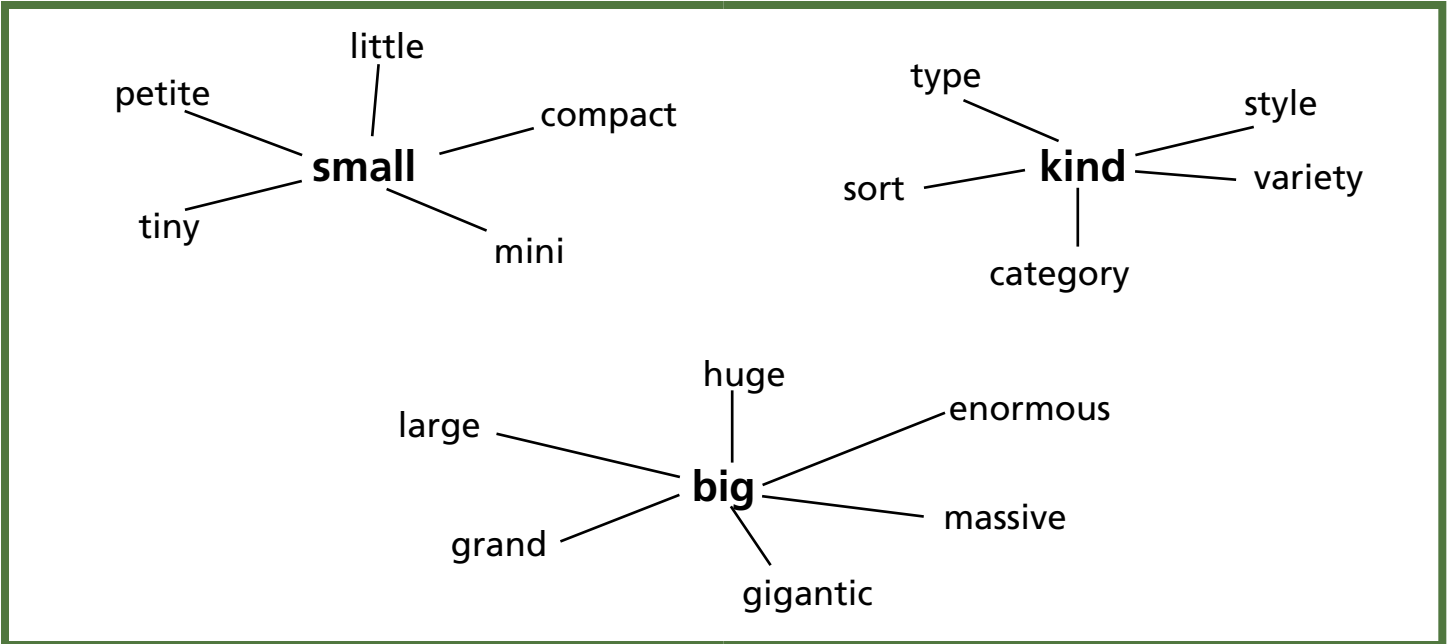 little
petite
compact
small
tiny
mini
type
style
kind
sort
variety
category
huge
enormous
large
big
massive
grand
gigantic